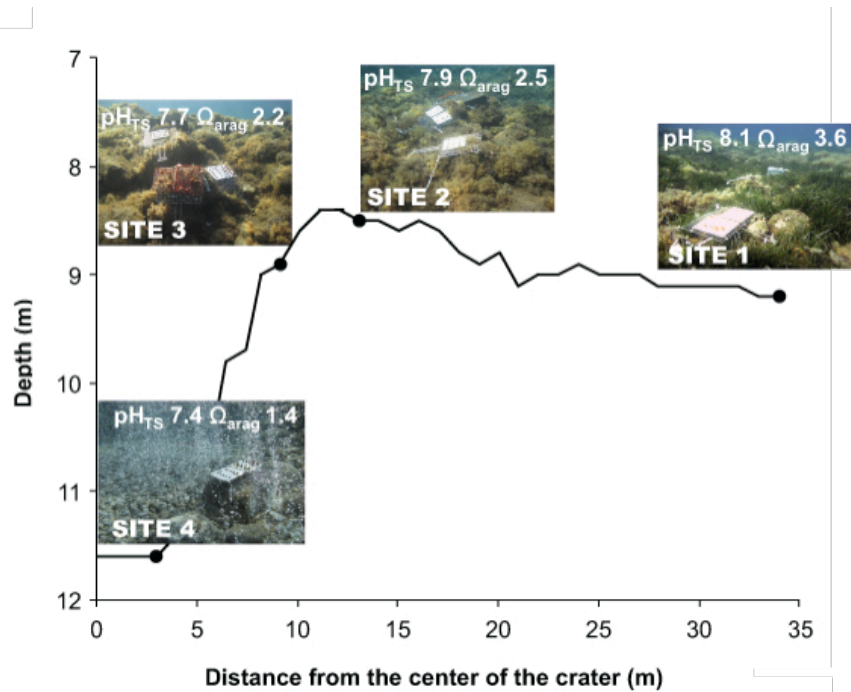 7
8
9
10
11
12
Depth (m)
pHTS 7.7 Ωarag 2.2
SITE 3
pHTS 7.9 Ωarag 2.5
SITE 2
pHTS 8.1 Ωarag 3.6
SITE 1
pHTS 7.4 Ωarag 1.4
SITE 4
0 5 10 15 20 25 30 35
Distance from the center of the crater (m)